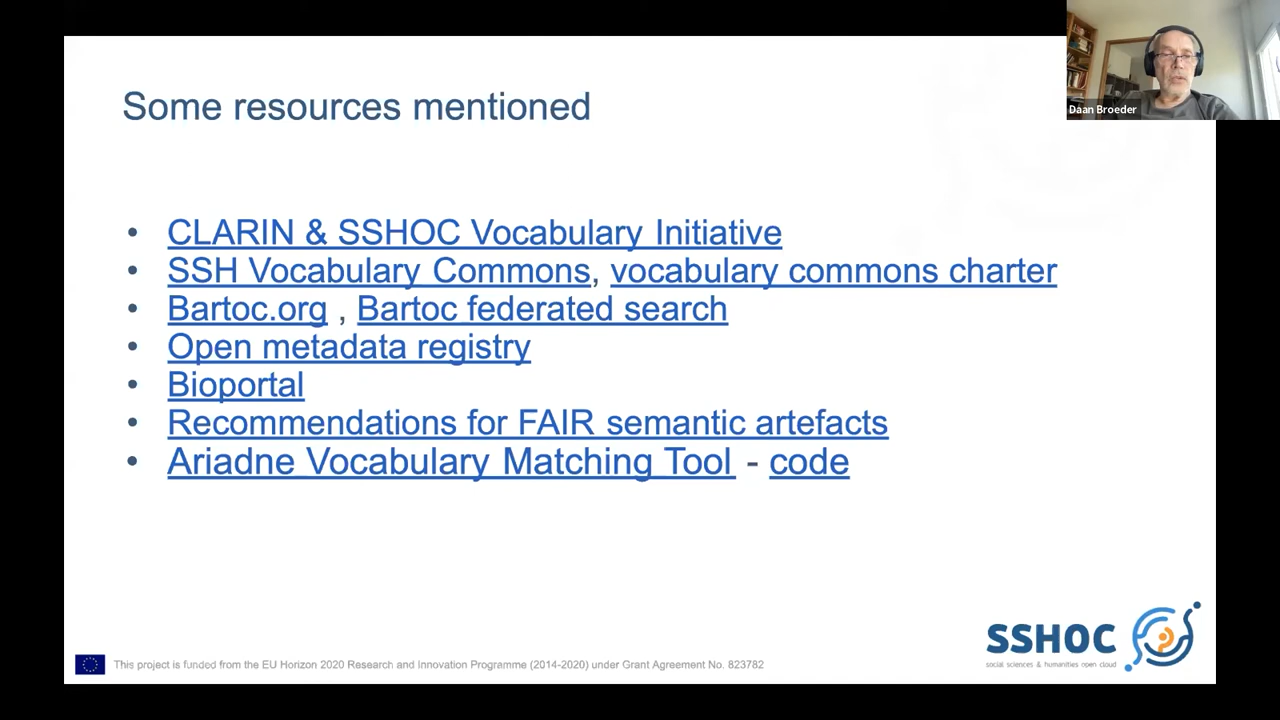 Daan Broeder
Some resources mentioned
• CLARIN & SSHOC Vocabulary Initiative
• SSH Vocabulary Commons, vocabulary commons charter
• Bartoc.org , Bartoc federated search
• Open metadata registry
• Bioportal
• Recommendations for FAIR semantic artefacts
• Ariadne Vocabulary Matching Tool - code
SSHOC
social sciences & humanities open cloud
This project is funded from the EU Horizon 2020 Research and Innovation Programme (2014-2020) under Grant Agreement No. 823782